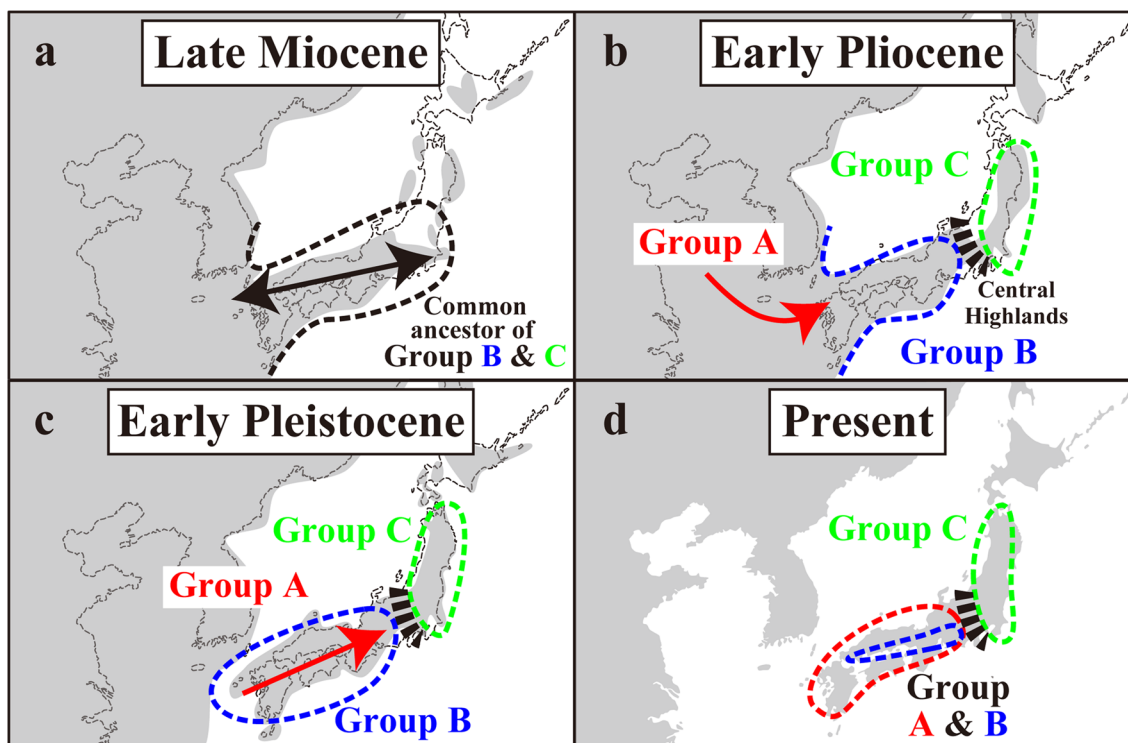 a
Late Miocene
Common
ancestor of
Group B & C
b
Early Pliocene
Group C
Group A
Central
Highlands
Group B
c
Early Pleistocene
Group C
Group A
Group B
d
Present
Group C
Group
A & B